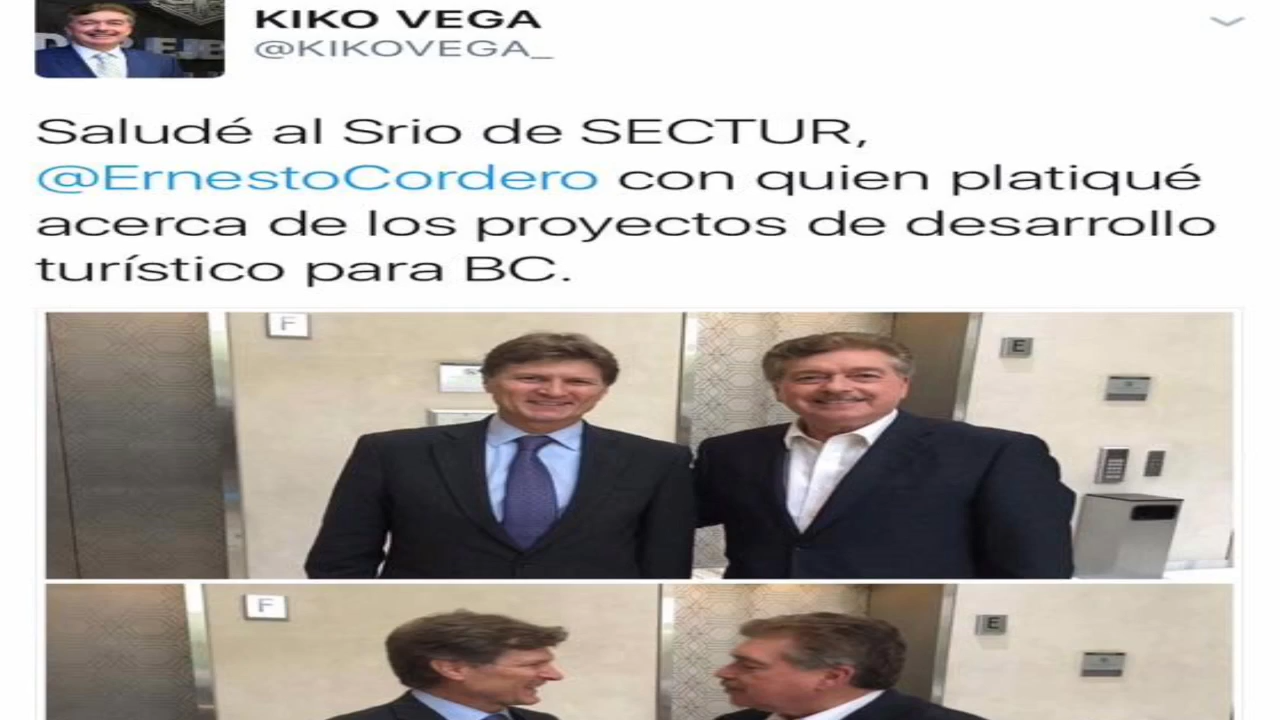 KIKO VEGA
@KIKOVEGA_
Saludé al Srio de SECTUR,
@ErnestoCordero con quien platiqué
acerca de los proyectos de desarrollo
turístico para BC.
F
E
F
E